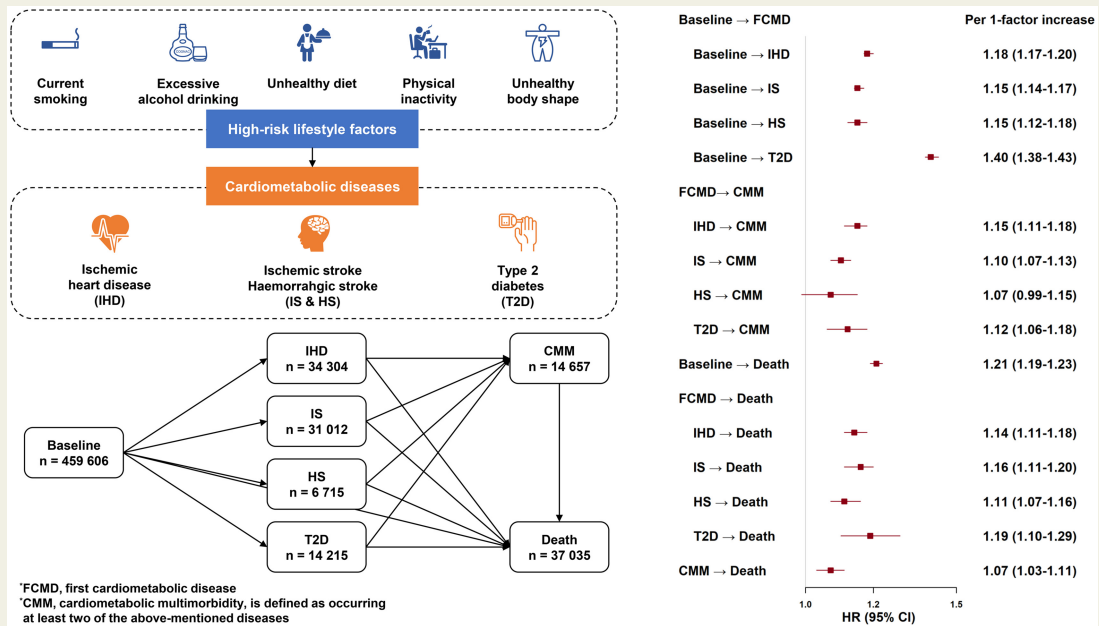 Current
smoking
COGNAC
Excessive
alcohol drinking
Unhealthy diet
Physical
inactivity
Unhealthy
body shape
High-risk lifestyle factors
Cardiometabolic diseases
Ischemic
heart disease
(IHD)
Ischemic stroke
Haemorrahgic stroke
(IS & HS)
Type 2
diabetes
(T2D)
Baseline
n = 459 606
IHD
n = 34 304
IS
n = 31 012
HS
n = 6 715
T2D
n = 14 215
CMM
n = 14 657
Death
n = 37 035
*FCMD, first cardiometabolic disease
*CMM, cardiometabolic multimorbidity, is defined as occurring
at least two of the above-mentioned diseases
Baseline → FCMD Per 1-factor increase
Baseline → IHD 1.18 (1.17-1.20)
Baseline → IS 1.15 (1.14-1.17)
Baseline → HS 1.15 (1.12-1.18)
Baseline → T2D 1.40 (1.38-1.43)
FCMD→ CMM
IHD → CMM 1.15 (1.11-1.18)
IS → CMM 1.10 (1.07-1.13)
HS → CMM 1.07 (0.99-1.15)
T2D → CMM 1.12 (1.06-1.18)
Baseline → Death 1.21 (1.19-1.23)
FCMD → Death
IHD → Death 1.14 (1.11-1.18)
IS → Death 1.16 (1.11-1.20)
HS → Death 1.11 (1.07-1.16)
T2D → Death 1.19 (1.10-1.29)
CMM → Death 1.07 (1.03-1.11)
1.0 1.2 1.5
HR (95% CI)